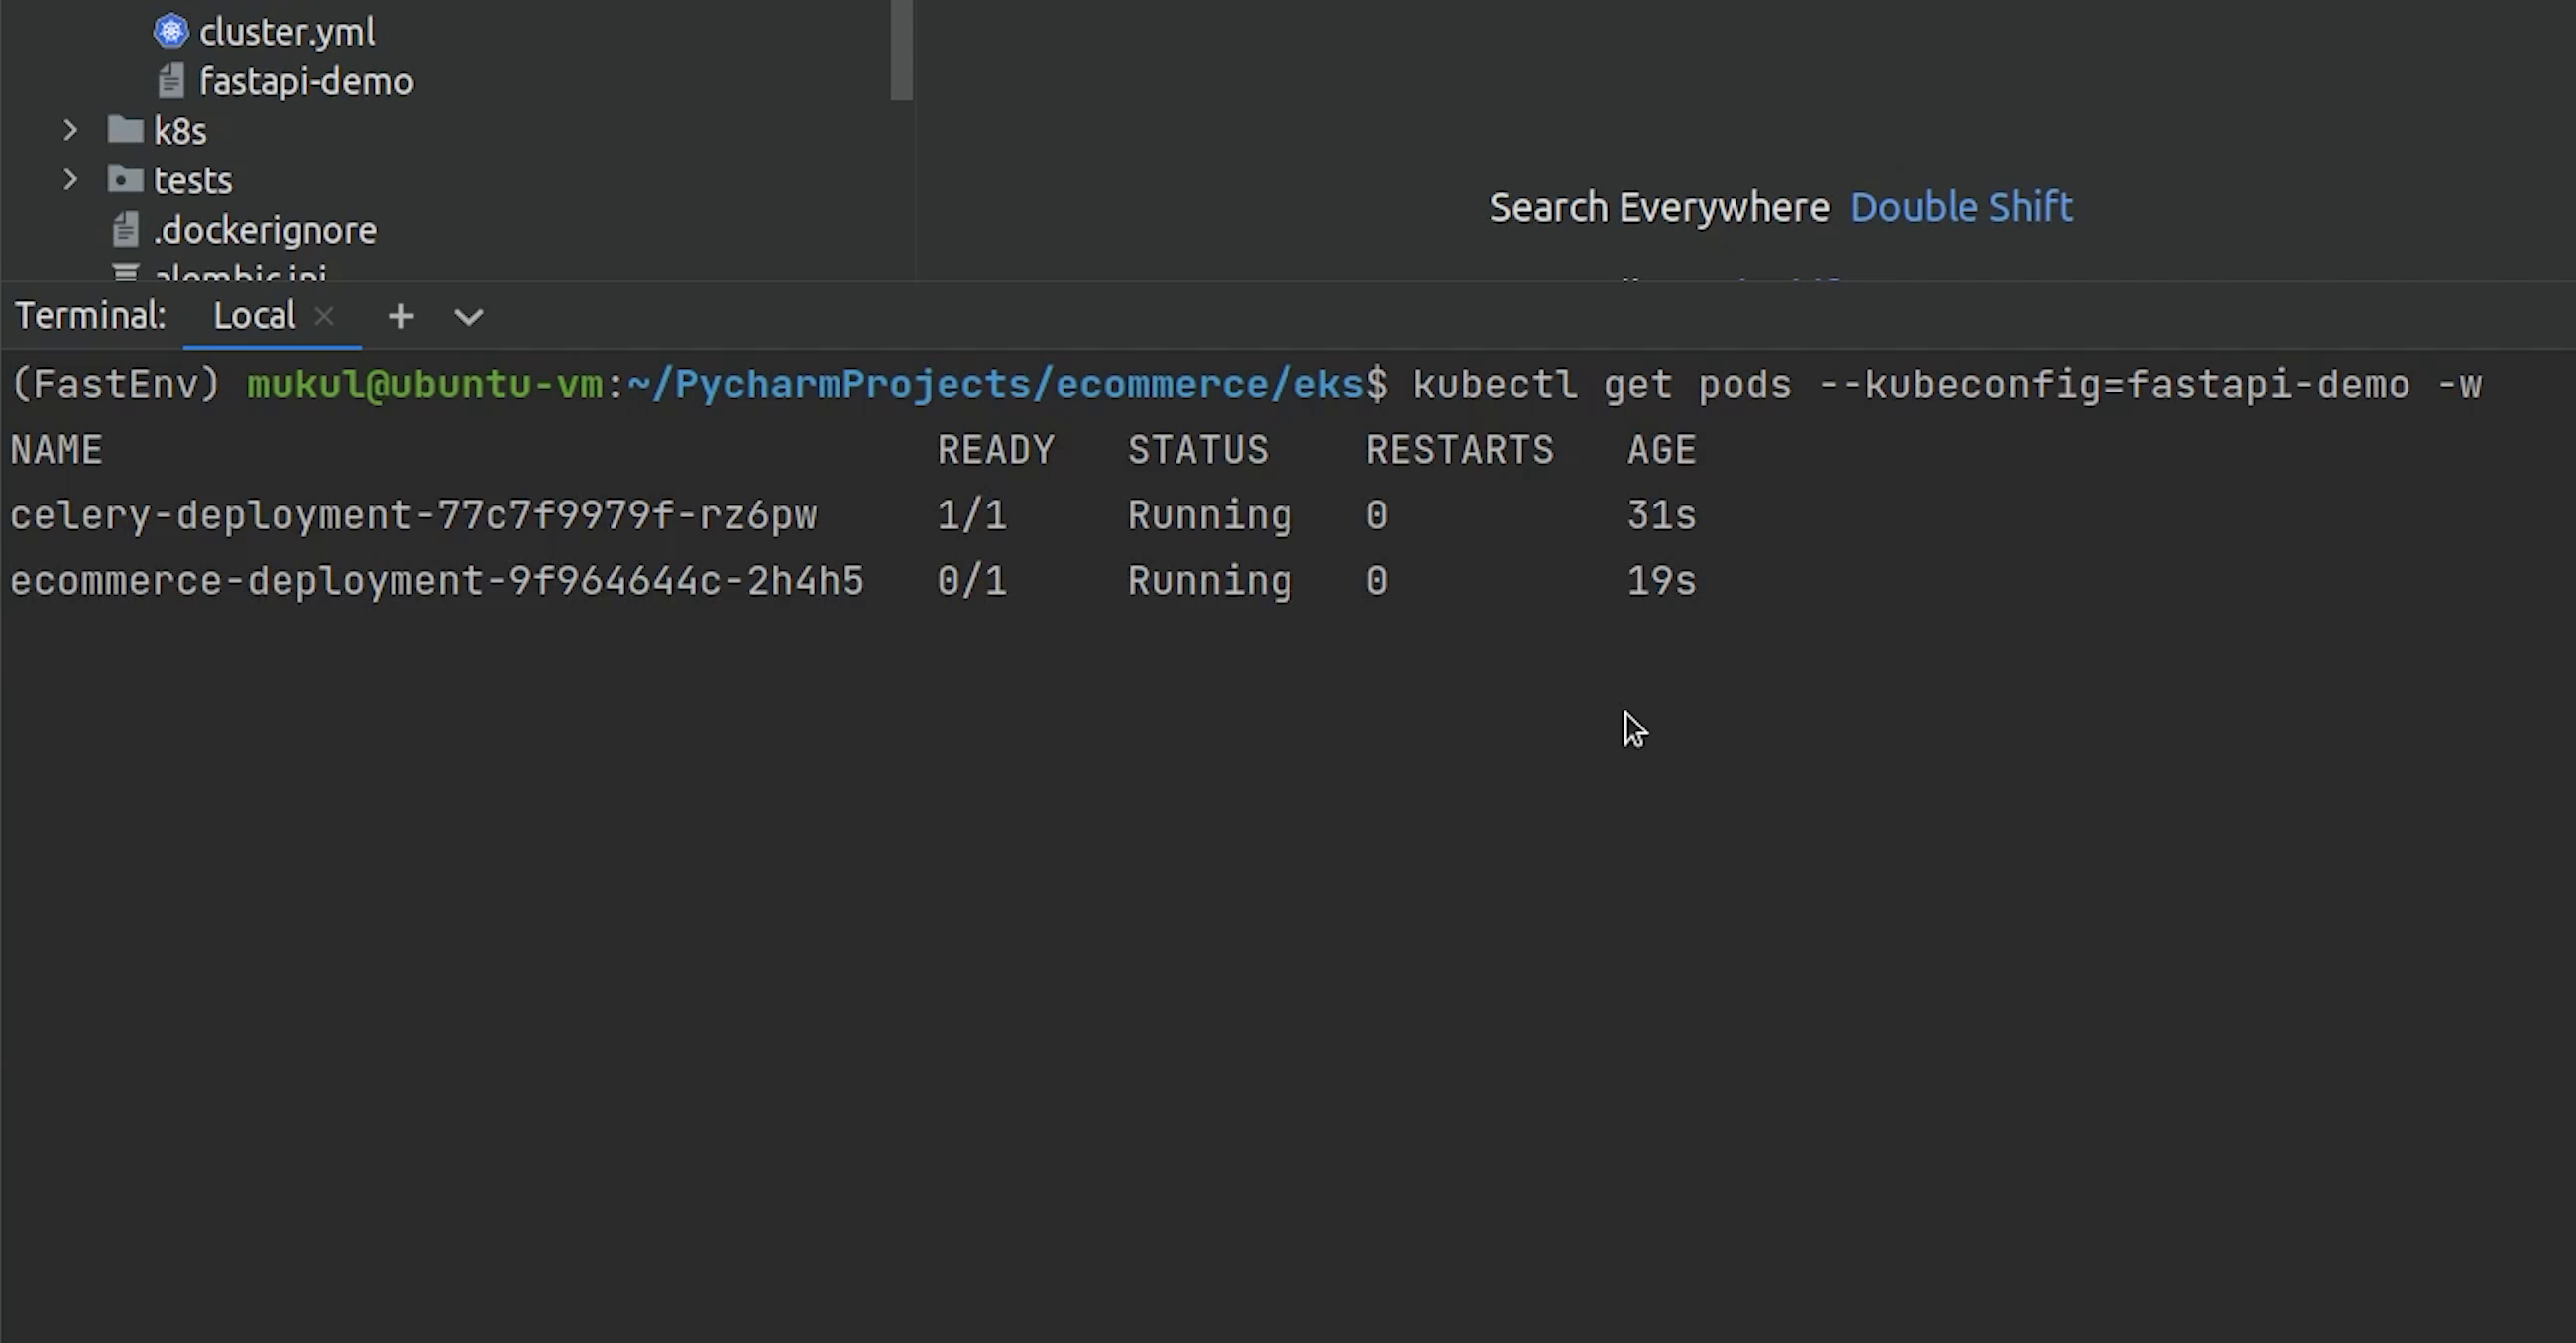 cluster.yml
fastapi-demo
k8s
tests
.dockerignore
alembic.ini
Search Everywhere Double Shift
Terminal: Local × +
(FastEnv) mukul@ubuntu-vm:~/PycharmProjects/ecommerce/eks$ kubectl get pods --kubeconfig=fastapi-demo -w
NAME READY STATUS RESTARTS AGE
celery-deployment-77c7f9979f-rz6pw 1/1 Running 0 31s
ecommerce-deployment-9f964644c-2h4h5 0/1 Running 0 19s